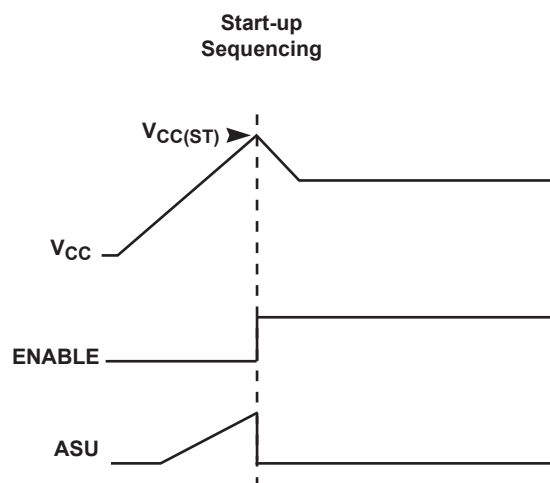 Start-up
Sequencing
VCC(ST)
VCC
ENABLE
ASU